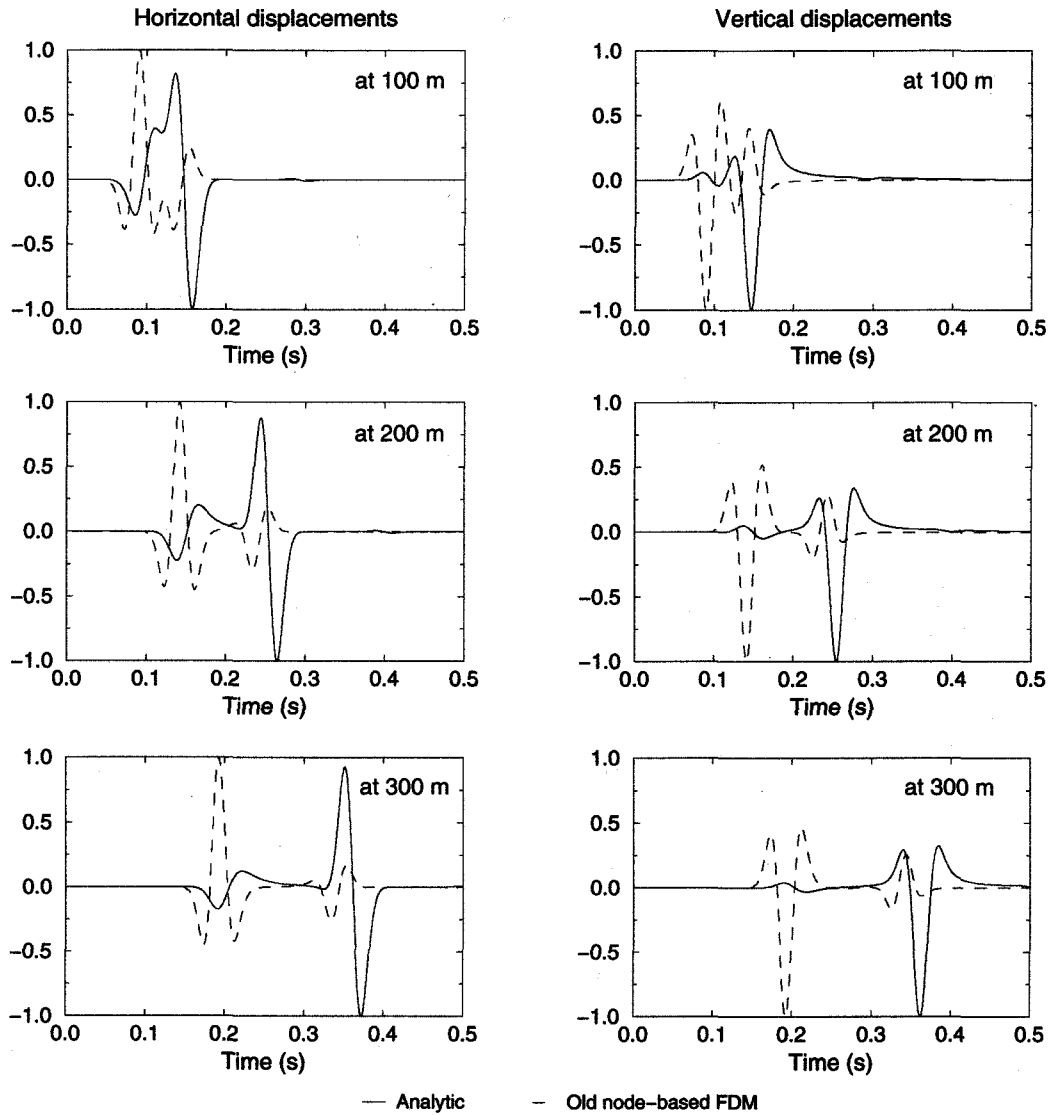 Horizontal displacements
Vertical displacements
1.0
0.5
0.0
−0.5
−1.0
at 100 m
0.0 0.1 0.2 0.3 0.4 0.5
Time (s)
1.0
0.5
0.0
−0.5
−1.0
at 100 m
0.0 0.1 0.2 0.3 0.4 0.5
Time (s)
1.0
0.5
0.0
−0.5
−1.0
at 200 m
0.0 0.1 0.2 0.3 0.4 0.5
Time (s)
1.0
0.5
0.0
−0.5
−1.0
at 200 m
0.0 0.1 0.2 0.3 0.4 0.5
Time (s)
1.0
0.5
0.0
−0.5
−1.0
at 300 m
0.0 0.1 0.2 0.3 0.4 0.5
Time (s)
1.0
0.5
0.0
−0.5
−1.0
at 300 m
0.0 0.1 0.2 0.3 0.4 0.5
Time (s)
Analytic
Old node−based FDM